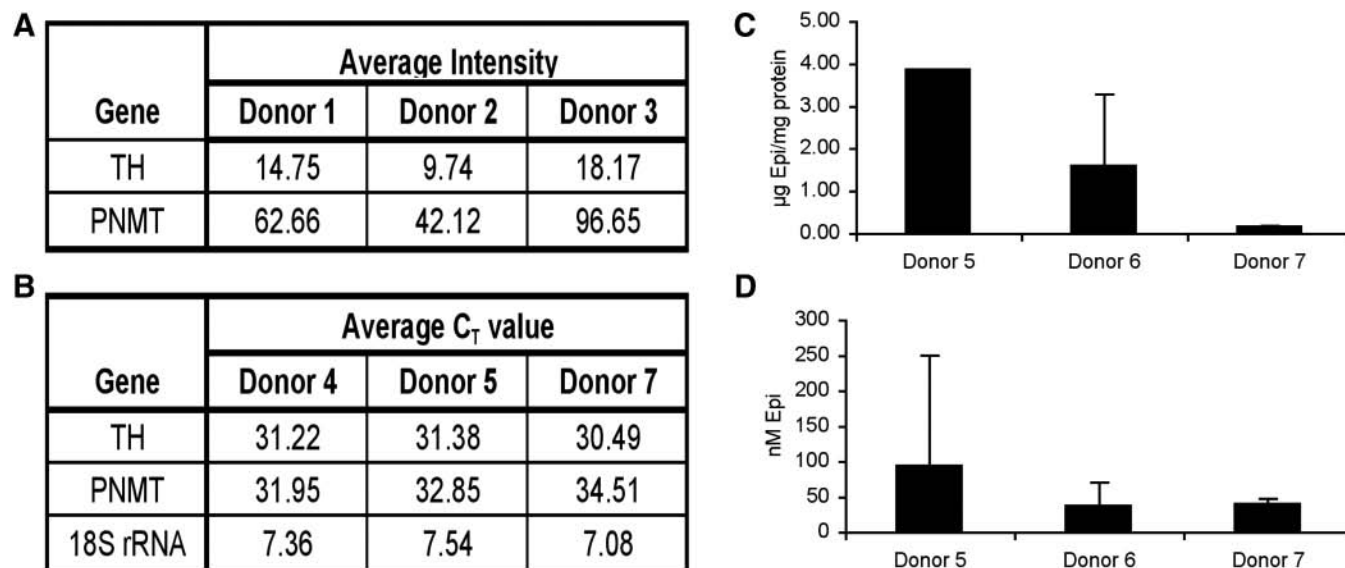 A
Gene Average Intensity
Donor 1 Donor 2 Donor 3
TH 14.75 9.74 18.17
PNMT 62.66 42.12 96.65
B
Gene Average C_T value
Donor 4 Donor 5 Donor 7
TH 31.22 31.38 30.49
PNMT 31.95 32.85 34.51
18S rRNA 7.36 7.54 7.08
C
µg Epi/mg protein
5.00
4.00
3.00
2.00
1.00
0.00
Donor 5 Donor 6 Donor 7
D
nM Epi
300
250
200
150
100
50
0
Donor 5 Donor 6 Donor 7